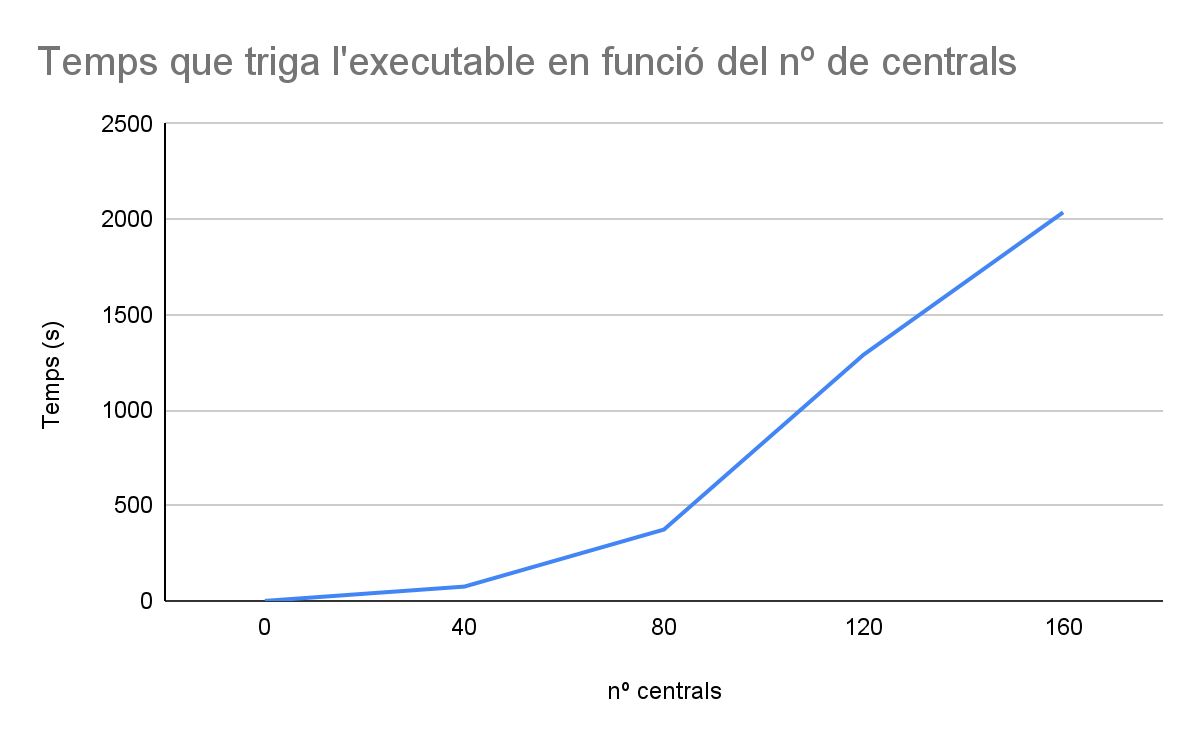 Temps que triga l'executable en funció del nº de centrals
2500
2000
1500
1000
500
0
Temps (s)
0 40 80 120 160
nº centrals